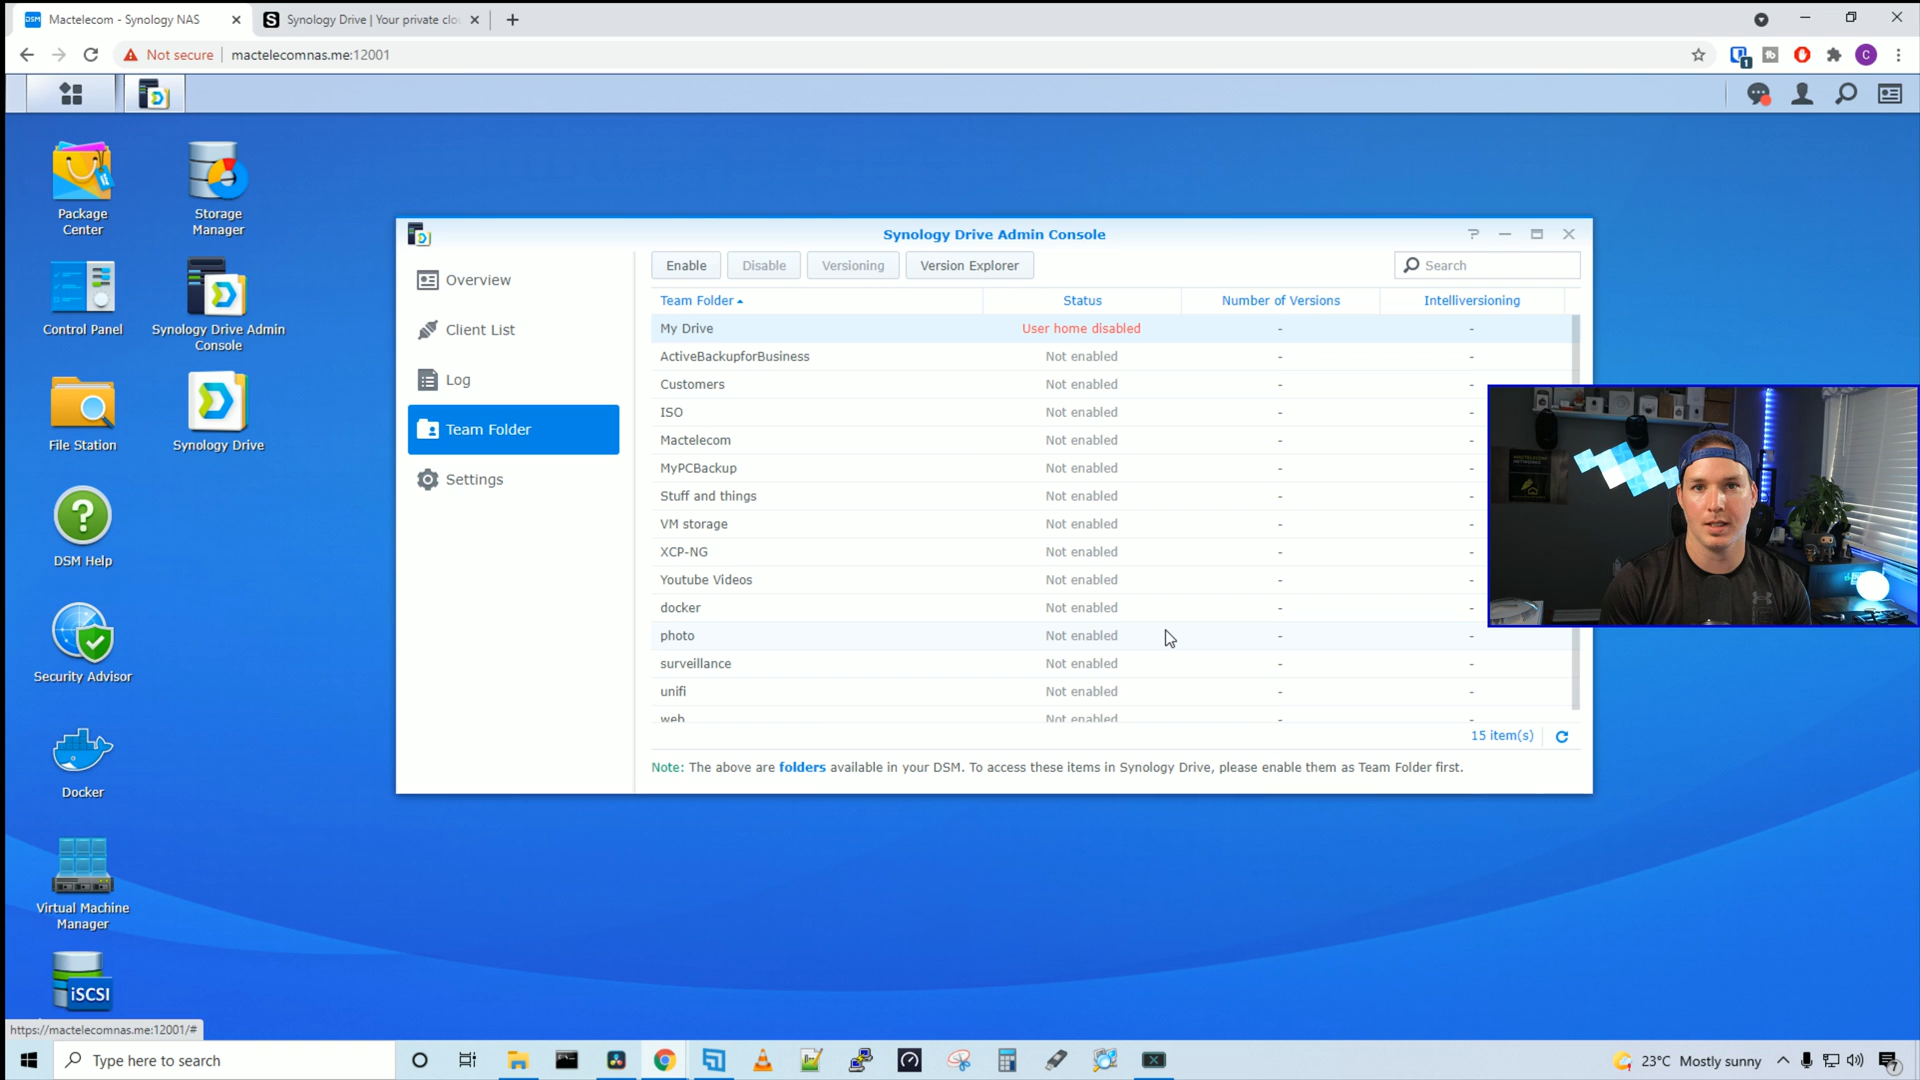 Mactelecom - Synology NAS
Synology Drive | Your private clo
Not secure
mactelecomnas.me:12001
Package Center
Storage Manager
Control Panel
Synology Drive Admin Console
File Station
Synology Drive
DSM Help
Security Advisor
Docker
Virtual Machine Manager
iSCSI
Synology Drive Admin Console
Overview
Client List
Log
Team Folder
Settings
Enable
Disable
Versioning
Version Explorer
Search
Team Folder Status Number of Versions Intelliversioning
My Drive User home disabled - -
ActiveBackupforBusiness Not enabled - -
Customers Not enabled - -
ISO Not enabled - -
Mactelecom Not enabled - -
MyPCBackup Not enabled - -
Stuff and things Not enabled - -
VM storage Not enabled - -
XCP-NG Not enabled - -
Youtube Videos Not enabled - -
docker Not enabled - -
photo Not enabled - -
surveillance Not enabled - -
unifi Not enabled - -
web Not enabled - -
15 item(s)
Note: The above are folders available in your DSM. To access these items in Synology Drive, please enable them as Team Folder first.
https://mactelecomnas.me:12001/#
Type here to search
23°C Mostly sunny
7